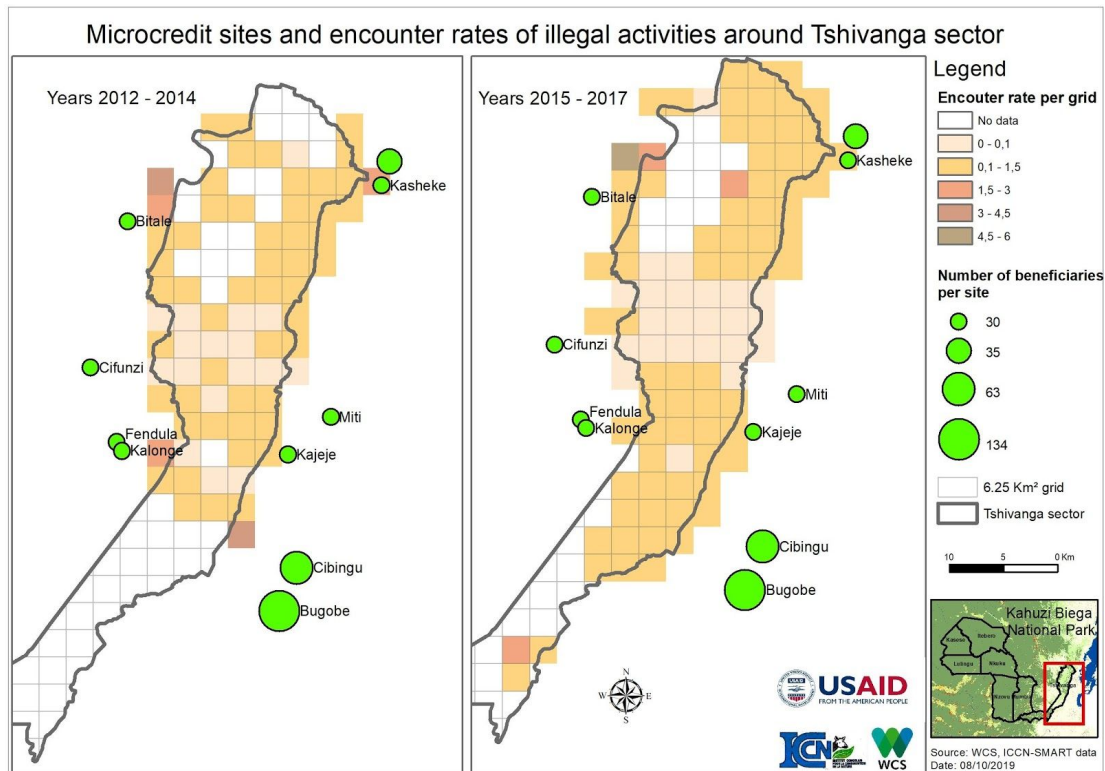 Microcredit sites and encounter rates of illegal activities around Tshivanga sector
Years 2012 - 2014
Kasheke
Bitale
Cifunzi
Miti
Fendula
Kalonge
Kajeje
Cibingu
Bugobe
Years 2015 - 2017
Kasheke
Bitale
Cifunzi
Miti
Fendula
Kalonge
Kajeje
Cibingu
Bugobe
N
W
E
S
USAID
FROM THE AMERICAN PEOPLE
ICCN
WCS
Legend
Encouter rate per grid
No data
0 - 0,1
0,1 - 1,5
1,5 - 3
3 - 4,5
4,5 - 6
Number of beneficiaries
per site
30
35
63
134
6.25 Km² grid
Tshivanga sector
10 5 0 Km
Kahuzi Biega
National Park
Source: WCS, ICCN-SMART data
Date: 08/10/2019